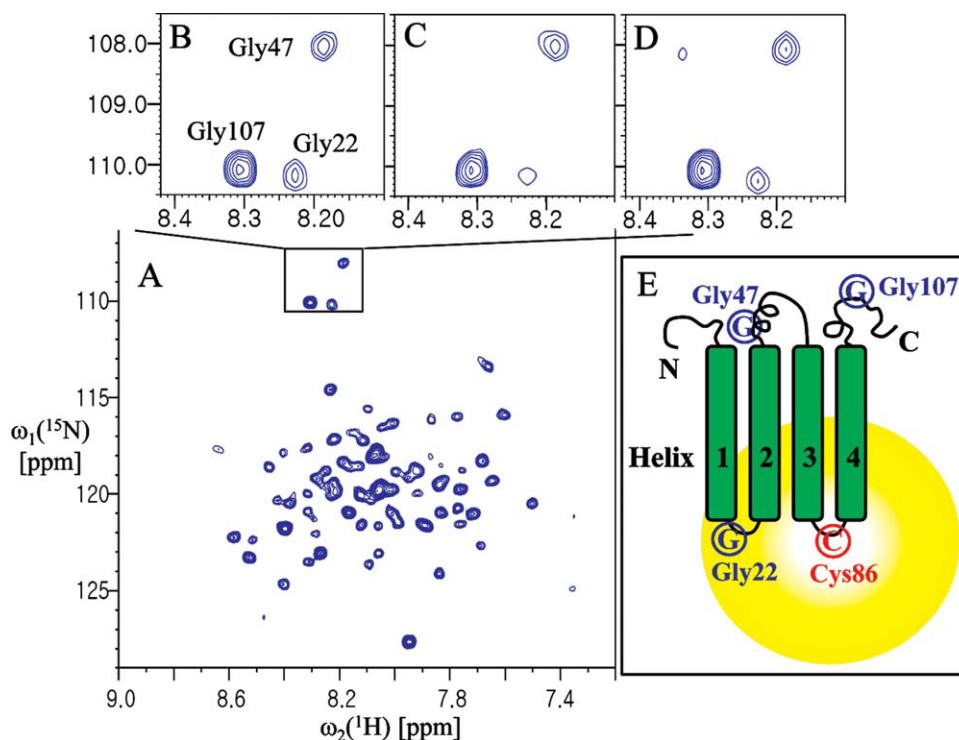 B
C
D
108.0
109.0
110.0
Gly47
Gly107
Gly22
8.4 8.3 8.20
8.4 8.3 8.2
8.4 8.3 8.2
A
110
115
120
125
ω1(15N)
[ppm]
9.0 8.6 8.2 7.8 7.4
ω2(1H) [ppm]
E
Gly47
G
G
Gly107
N
C
Helix
1 2 3 4
G
C
Gly22
Cys86